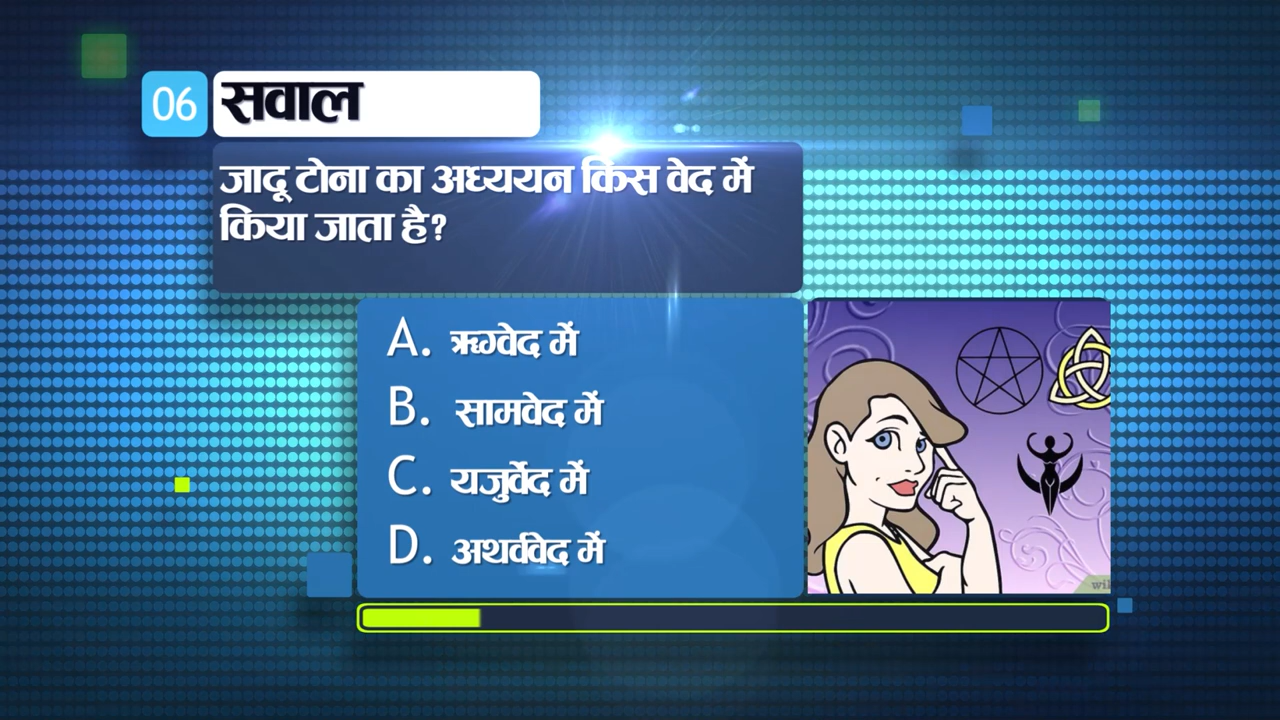 06 सवाल
जादू टोना का अध्ययन किस वेद में
किया जाता है?
A. ऋग्वेद में
B. सामवेद में
C. यजुर्वेद में
D. अथर्ववेद में